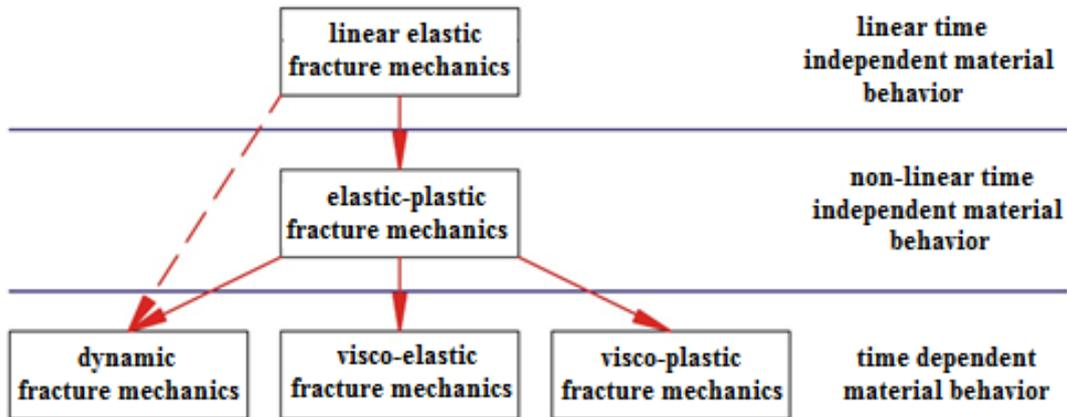 linear elastic
fracture mechanics
linear time
independent material
behavior
elastic-plastic
fracture mechanics
non-linear time
independent material
behavior
dynamic
fracture mechanics
visco-elastic
fracture mechanics
visco-plastic
fracture mechanics
time dependent
material behavior